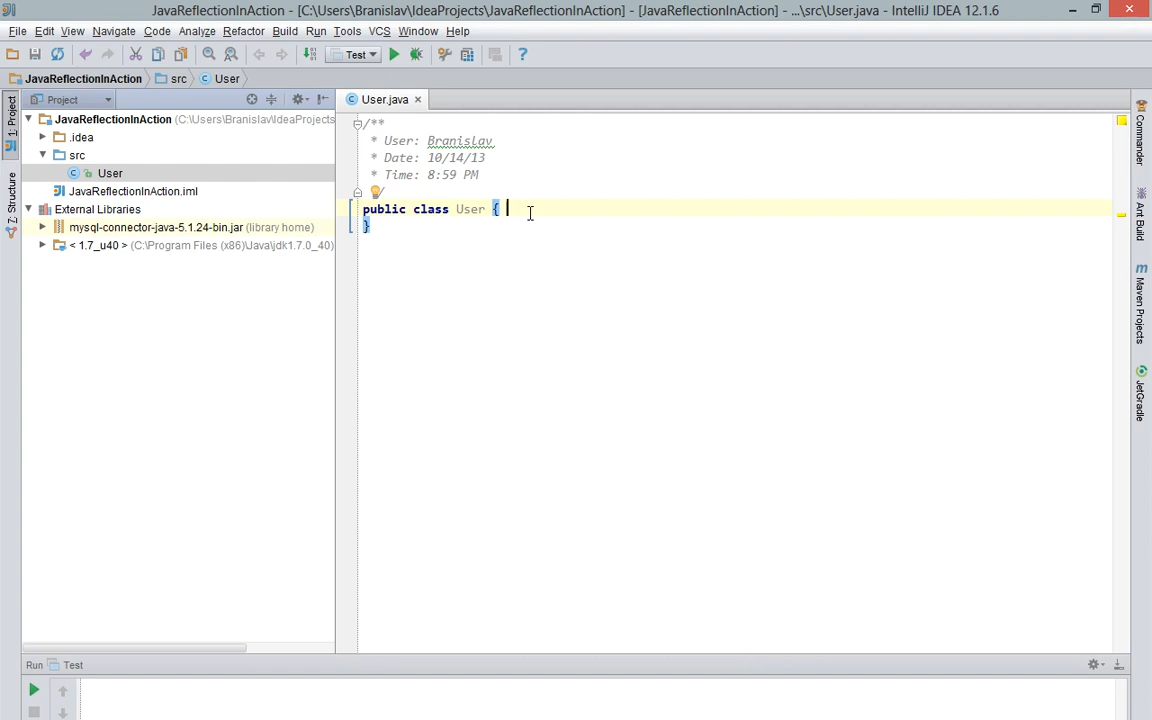 JavaReflectionInAction - [C:\Users\Branislav\IdeaProjects\JavaReflectionInAction] - [JavaReflectionInAction] - ...\src\User.java - IntelliJ IDEA 12.1.6
File Edit View Navigate Code Analyze Refactor Build Run Tools VCS Window Help
Test
JavaReflectionInAction src User
Project
User.java
1: Project
Z: Structure
JavaReflectionInAction (C:\Users\Branislav\IdeaProjects
.idea
src
User
JavaReflectionInAction.iml
External Libraries
mysql-connector-java-5.1.24-bin.jar (library home)
< 1.7_u40 > (C:\Program Files (x86)\Java\jdk1.7.0_40)
/**
* User: Branislav
* Date: 10/14/13
* Time: 8:59 PM
*/
public class User {
}
Commander
Ant Build
Maven Projects
JetGradle
Run Test